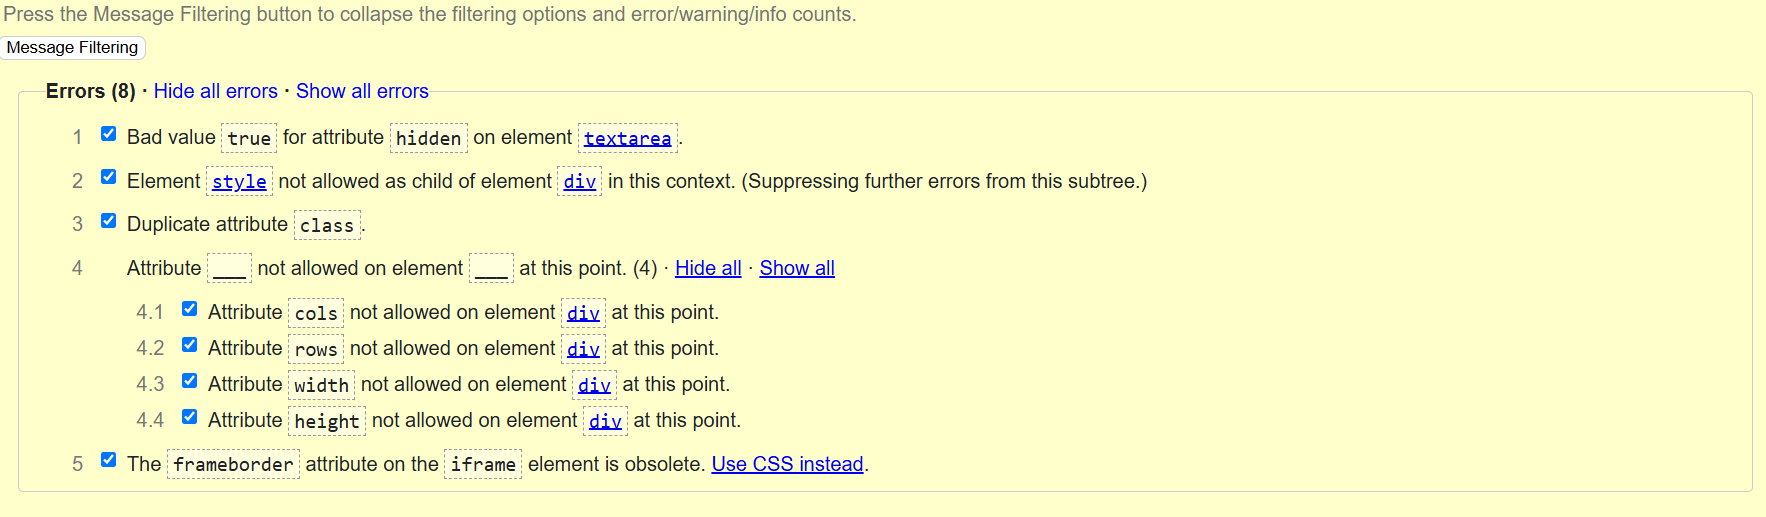 Press the Message Filtering button to collapse the filtering options and error/warning/info counts.
Message Filtering
Errors (8) · Hide all errors · Show all errors
1 Bad value true for attribute hidden on element textarea.
2 Element style not allowed as child of element div in this context. (Suppressing further errors from this subtree.)
3 Duplicate attribute class.
4 Attribute ___ not allowed on element ___ at this point. (4) · Hide all · Show all
4.1 Attribute cols not allowed on element div at this point.
4.2 Attribute rows not allowed on element div at this point.
4.3 Attribute width not allowed on element div at this point.
4.4 Attribute height not allowed on element div at this point.
5 The frameborder attribute on the iframe element is obsolete. Use CSS instead.